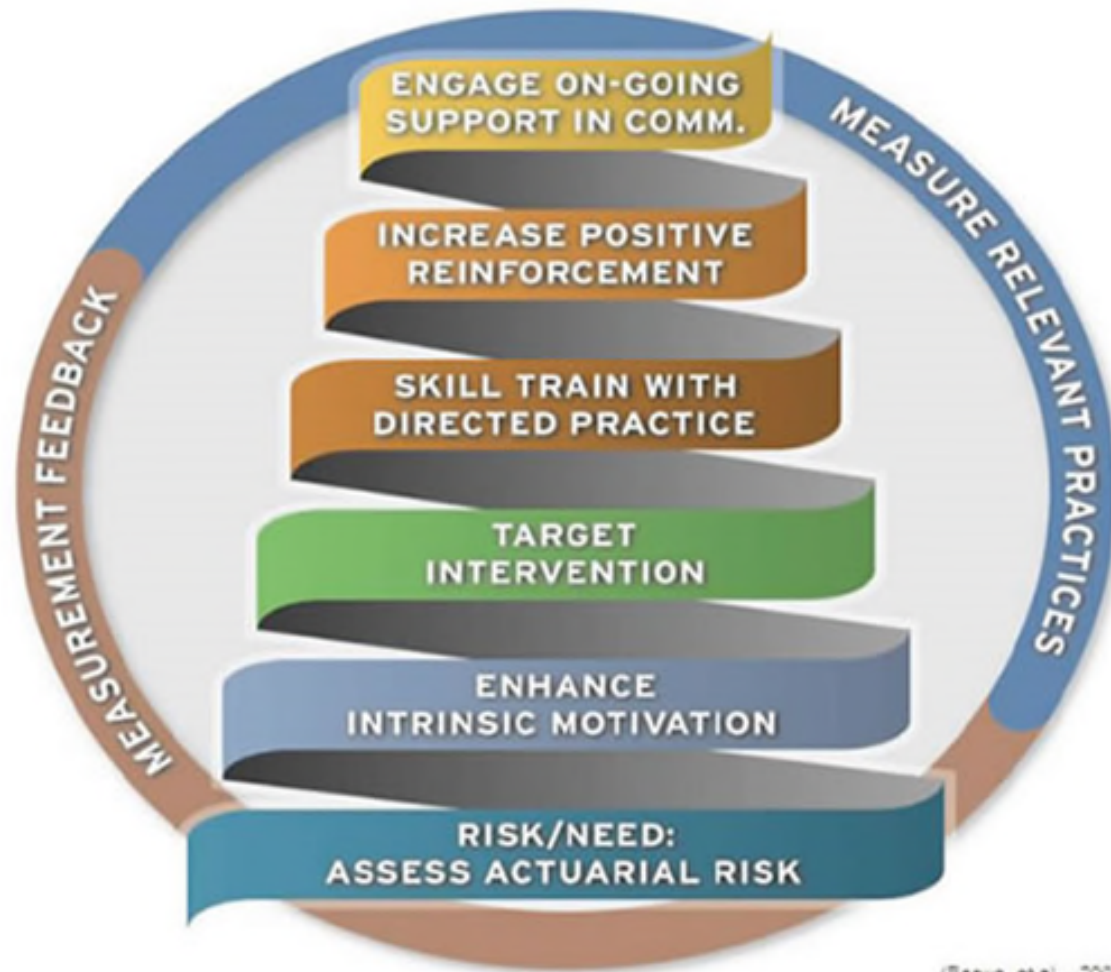 ENGAGE ON-GOING
SUPPORT IN COMM.
INCREASE POSITIVE
REINFORCEMENT
SKILL TRAIN WITH
DIRECTED PRACTICE
TARGET
INTERVENTION
ENHANCE
INTRINSIC MOTIVATION
RISK/NEED:
ASSESS ACTUARIAL RISK
MEASURE RELEVANT PRACTICES
MEASUREMENT FEEDBACK